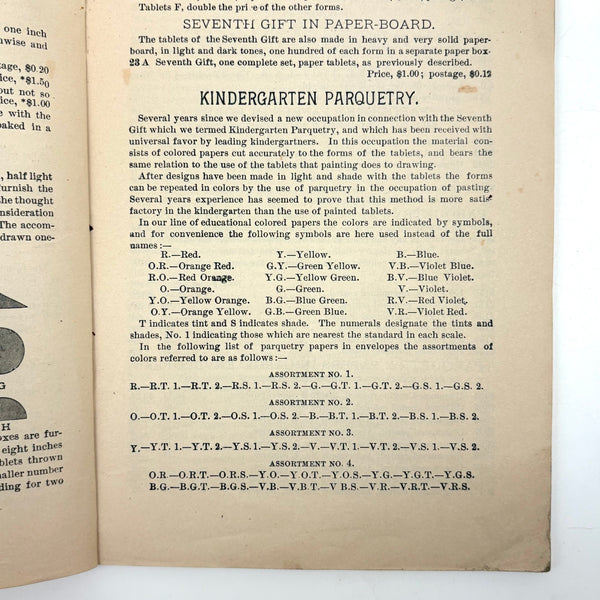 one inch
nwise and
tage, $0.20
ice, *$1.50
but not so
ice, *$1.00
e with the
oaked in a
, half light
furnish the
the thought
nsideration
The accom-
drawn one-
G
H
oxes are fur-
eight inches
blets thrown
naller number
ding for two
Tablets F, double the price of the other forms.
SEVENTH GIFT IN PAPER-BOARD.
The tablets of the Seventh Gift are also made in heavy and very solid paper-
board, in light and dark tones, one hundred of each form in a separate paper box.
23 A Seventh Gift, one complete set, paper tablets, as previously described.
Price, $1.00; postage, $0.12
KINDERGARTEN PARQUETRY.
Several years since we devised a new occupation in connection with the Seventh
Gift which we termed Kindergarten Parquetry, and which has been received with
universal favor by leading kindergartners. In this occupation the material con-
sists of colored papers cut accurately to the forms of the tablets, and bears the
same relation to the use of the tablets that painting does to drawing.
After designs have been made in light and shade with the tablets the forms
can be repeated in colors by the use of parquetry in the occupation of pasting.
Several years experience has seemed to prove that this method is more satis-
factory in the kindergarten than the use of painted tablets.
In our line of educational colored papers the colors are indicated by symbols,
and for convenience the following symbols are here used instead of the full
names:—
R.—Red. Y.—Yellow. B.—Blue.
O.R.—Orange Red. G.Y.—Green Yellow. V.B.—Violet Blue.
R.O.—Red Orange. Y.G.—Yellow Green. B.V.—Blue Violet.
O.—Orange. G.—Green. V.—Violet.
Y.O.—Yellow Orange. B.G.—Blue Green. R.V.—Red Violet.
O.Y.—Orange Yellow. G.B.—Green Blue. V.R.—Violet Red.
T indicates tint and S indicates shade. The numerals designate the tints and
shades, No. 1 indicating those which are nearest the standard in each scale.
In the following list of parquetry papers in envelopes the assortments of
colors referred to are as follows:—
ASSORTMENT NO. 1.
R.—R.T. 1.—R.T. 2.—R.S. 1.—R.S. 2.—G.—G.T. 1.—G.T. 2.—G.S. 1.—G.S. 2.
ASSORTMENT NO. 2.
O.—O.T. 1.—O.T. 2.—O.S. 1.—O.S. 2.—B.—B.T. 1.—B.T. 2.—B.S. 1.—B.S. 2.
ASSORTMENT NO. 3
Y.—Y.T. 1.—Y.T. 2.—Y.S. 1.—Y.S. 2.—V.—V.T. 1.—V.T. 2.—V.S. 1.—V.S. 2.
ASSORTMENT NO. 4
O.R.—O.R.T.—O.R.S.—Y.O.—Y.O.T.—Y.O.S.—Y.G.—Y.G.T.—Y.G.S.
B.G.—B.G.T.—B.G.S.—V.B.—V.B.T.—V B.S.—V.R.—V.R.T.—V.R.S.